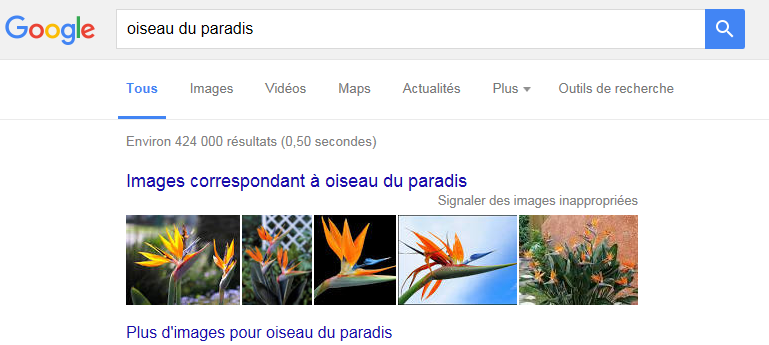 Google
oiseau du paradis
Tous Images Vidéos Maps Actualités Plus Outils de recherche
Environ 424 000 résultats (0,50 secondes)
Images correspondant à oiseau du paradis
Signaler des images inappropriées
Plus d'images pour oiseau du paradis